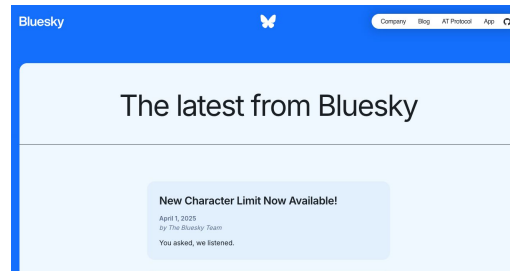 Bluesky
Company Blog AT Protocol App
The latest from Bluesky
New Character Limit Now Available!
April 1, 2025
by The Bluesky Team
You asked, we listened.